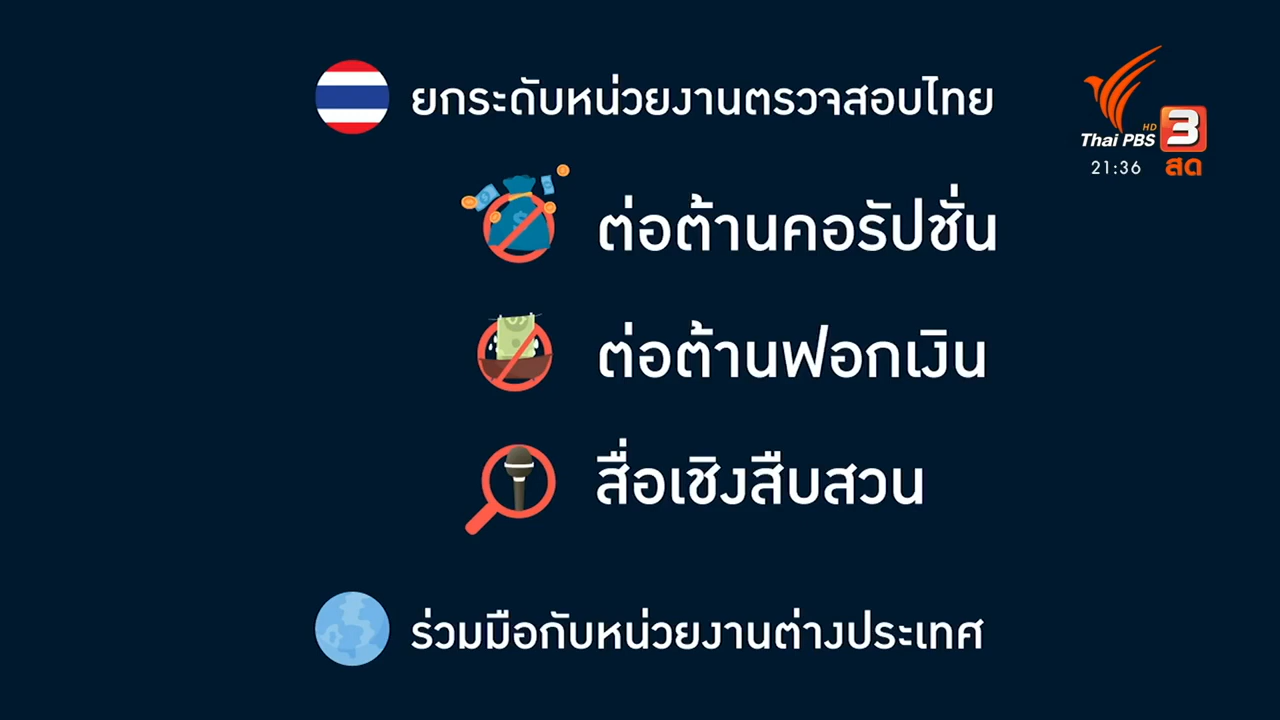 ยกระดับหน่วยงานตรวจสอบไทย
HD
Thai PBS 3
21:36 สด
ต่อต้านคอรัปชั่น
ต่อต้านฟอกเงิน
สื่อเชิงสืบสวน
ร่วมมือกับหน่วยงานต่างประเทศ